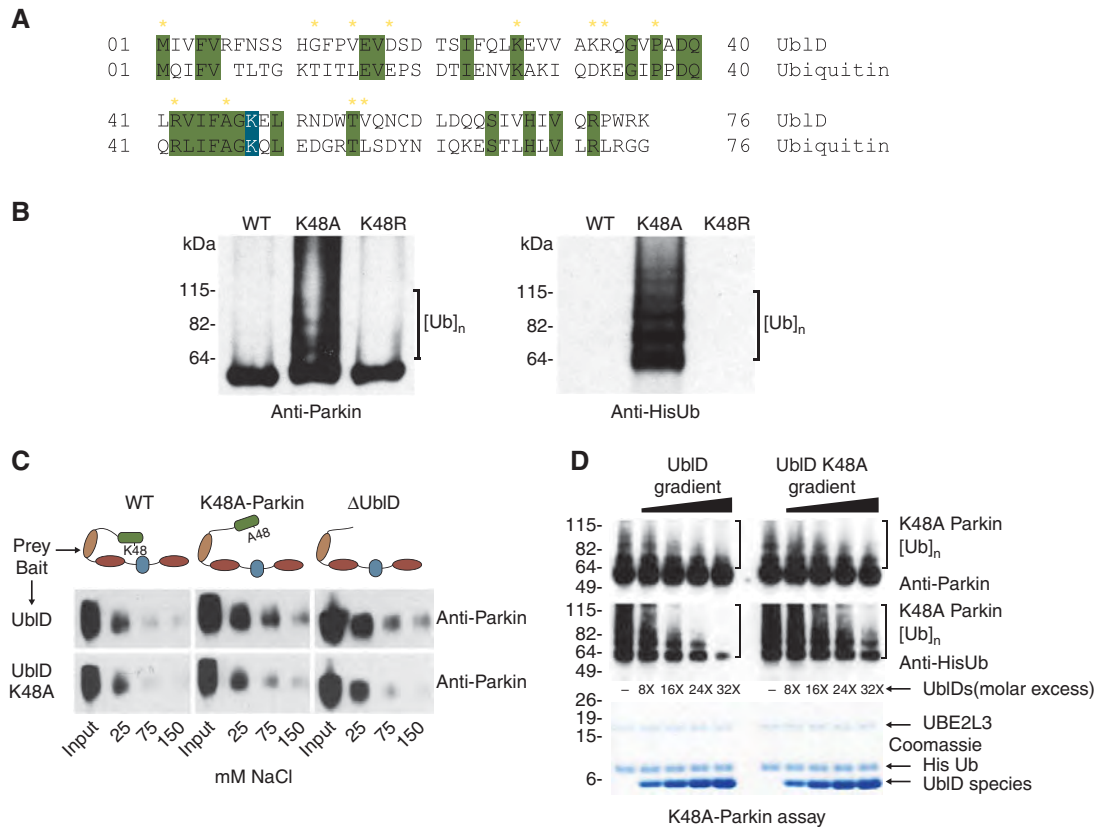 A
* * * * * * * *
01 MIVFVRFNSS HGFPVEVDSD TSIFQLKEVV AKRQGVPADQ 40 UblD
01 MQIFV TLTG KTITLEVEPS DTIENVKAKI QDKEGIPPDQ 40 Ubiquitin
* * * *
41 LRVIFAGKEL RNDWTVQNCD LDQQSIVHIV QRPWRK 76 UblD
41 QRLIFAGKQL EDGRTLSDYN IQKESTLHLV LRLRGG 76 Ubiquitin
B
WT K48A K48R
kDa
115-
82-
64-
[Ub]n
Anti-Parkin
WT K48A K48R
kDa
115-
82-
64-
[Ub]n
Anti-HisUb
C
WT K48A-Parkin ΔUblD
K48 A48
Prey
Bait
UblD
Anti-Parkin
UblD
K48A
Anti-Parkin
Input 25 75 150 Input 25 75 150 Input 25 75 150
mM NaCl
D
UblD
gradient
UblD K48A
gradient
115-
82-
64-
49-
K48A Parkin
[Ub]n
Anti-Parkin
115-
82-
64-
49-
K48A Parkin
[Ub]n
Anti-HisUb
– 8X 16X 24X 32X – 8X 16X 24X 32X UblDs(molar excess)
26-
19-
15-
6-
UBE2L3
Coomassie
His Ub
UblD species
K48A-Parkin assay